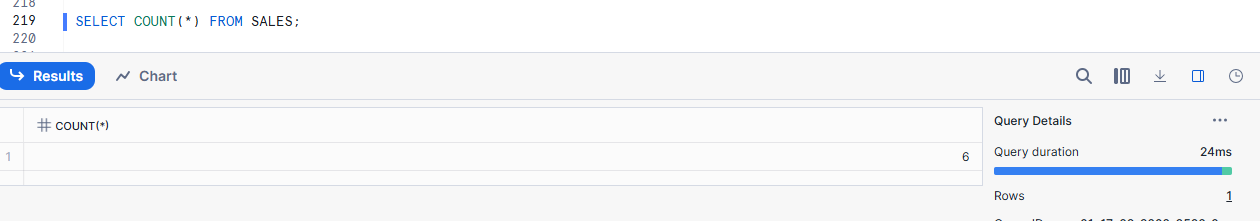 218
219 SELECT COUNT(*) FROM SALES;
220
Results Chart
COUNT(*)
1 6
Query Details ...
Query duration 24ms
Rows 1